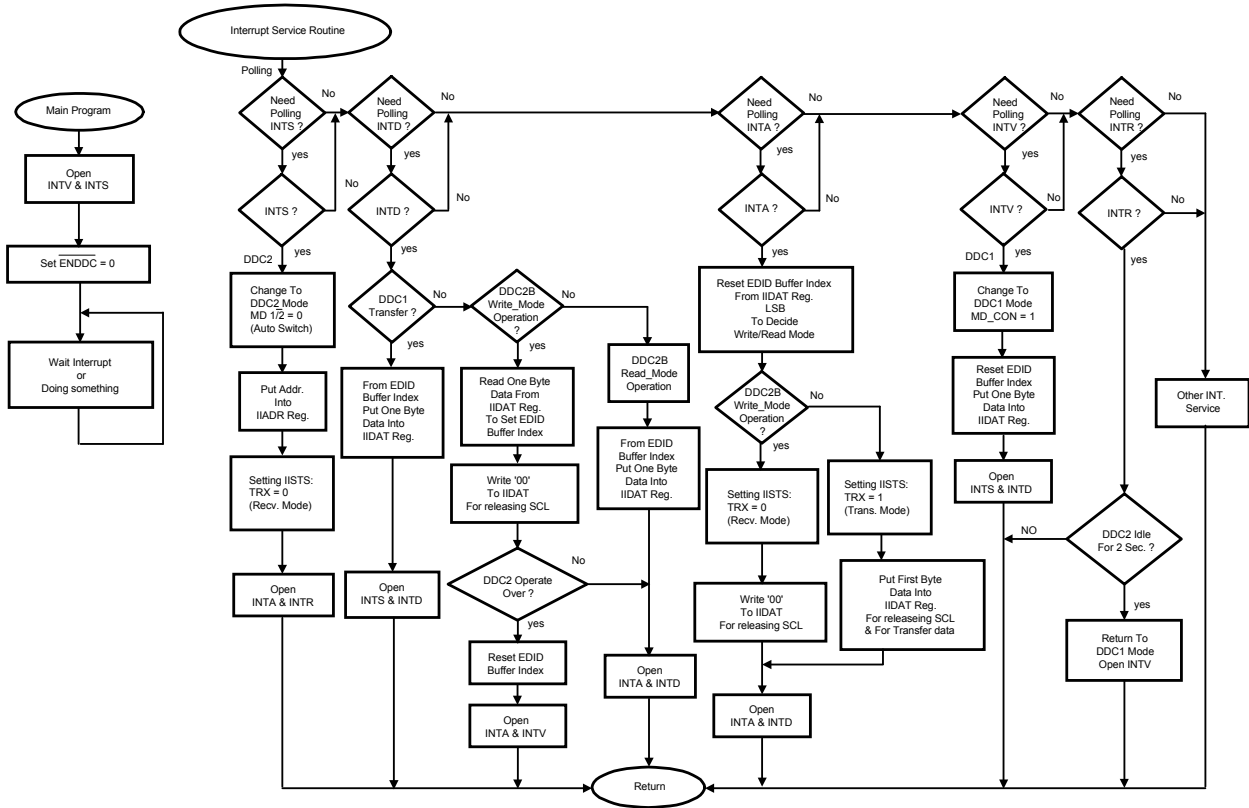 Interrupt Service Routine
Polling
Main Program
Open
INTV & INTS
Set ENDDC = 0
Wait Interrupt
or
Doing something
Need
Polling
INTS ?
No
yes
INTS ?
No
yes
DDC2
Change To
DDC2 Mode
MD 1/2 = 0
(Auto Switch)
Put Addr.
Into
IIADR Reg.
Setting IISTS:
TRX = 0
(Recv. Mode)
Open
INTA & INTR
Need
Polling
INTD ?
No
yes
INTD ?
No
yes
DDC1
Transfer ?
No
yes
From EDID
Buffer Index
Put One Byte
Data Into
IIDAT Reg.
Open
INTS & INTD
DDC2B
Write_Mode
Operation
?
No
yes
Read One Byte
Data From
IIDAT Reg.
To Set EDID
Buffer Index
Write '00'
To IIDAT
For releasing SCL
DDC2 Operate
Over ?
No
yes
Reset EDID
Buffer Index
Open
INTA & INTV
DDC2B
Read_Mode
Operation
From EDID
Buffer Index
Put One Byte
Data Into
IIDAT Reg.
Open
INTA & INTD
Need
Polling
INTA ?
No
yes
INTA ?
No
yes
Reset EDID Buffer Index
From IIDAT Reg.
LSB
To Decide
Write/Read Mode
DDC2B
Write_Mode
Operation
?
No
yes
Setting IISTS:
TRX = 0
(Recv. Mode)
Write '00'
To IIDAT
For releasing SCL
Setting IISTS:
TRX = 1
(Trans. Mode)
Put First Byte
Data Into
IIDAT Reg.
For releaseing SCL
& For Transfer data
Open
INTA & INTD
Need
Polling
INTV ?
No
yes
INTV ?
No
yes
DDC1
Change To
DDC1 Mode
MD_CON = 1
Reset EDID
Buffer Index
Put One Byte
Data Into
IIDAT Reg.
Open
INTS & INTD
Need
Polling
INTR ?
No
yes
INTR ?
No
yes
DDC2 Idle
For 2 Sec. ?
NO
yes
Return To
DDC1 Mode
Open INTV
Other INT.
Service
Return